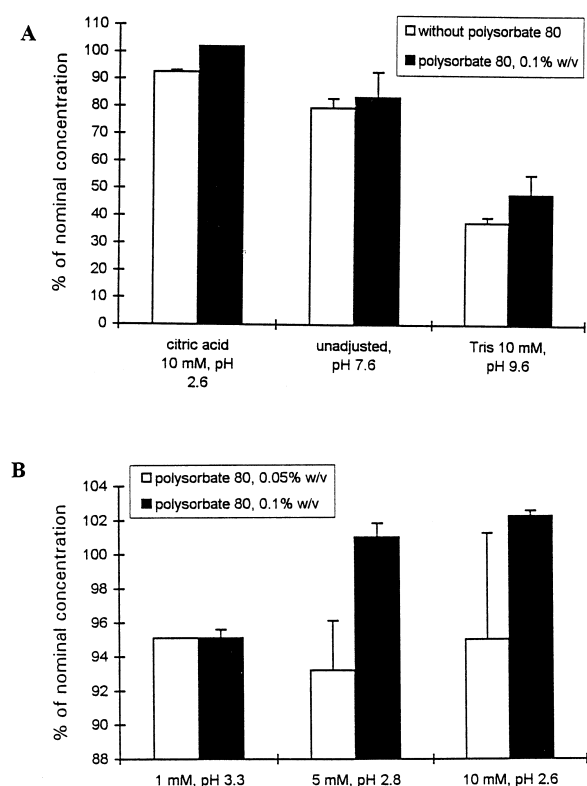 A
110
100
90
80
70
60
50
40
30
20
10
0
% of nominal concentration
without polysorbate 80
polysorbate 80, 0.1% w/v
citric acid
10 mM, pH
2.6
unadjusted,
pH 7.6
Tris 10 mM,
pH 9.6
B
104
102
100
98
96
94
92
90
88
% of nominal concentration
polysorbate 80, 0.05% w/v
polysorbate 80, 0.1% w/v
1 mM, pH 3.3
5 mM, pH 2.8
10 mM, pH 2.6